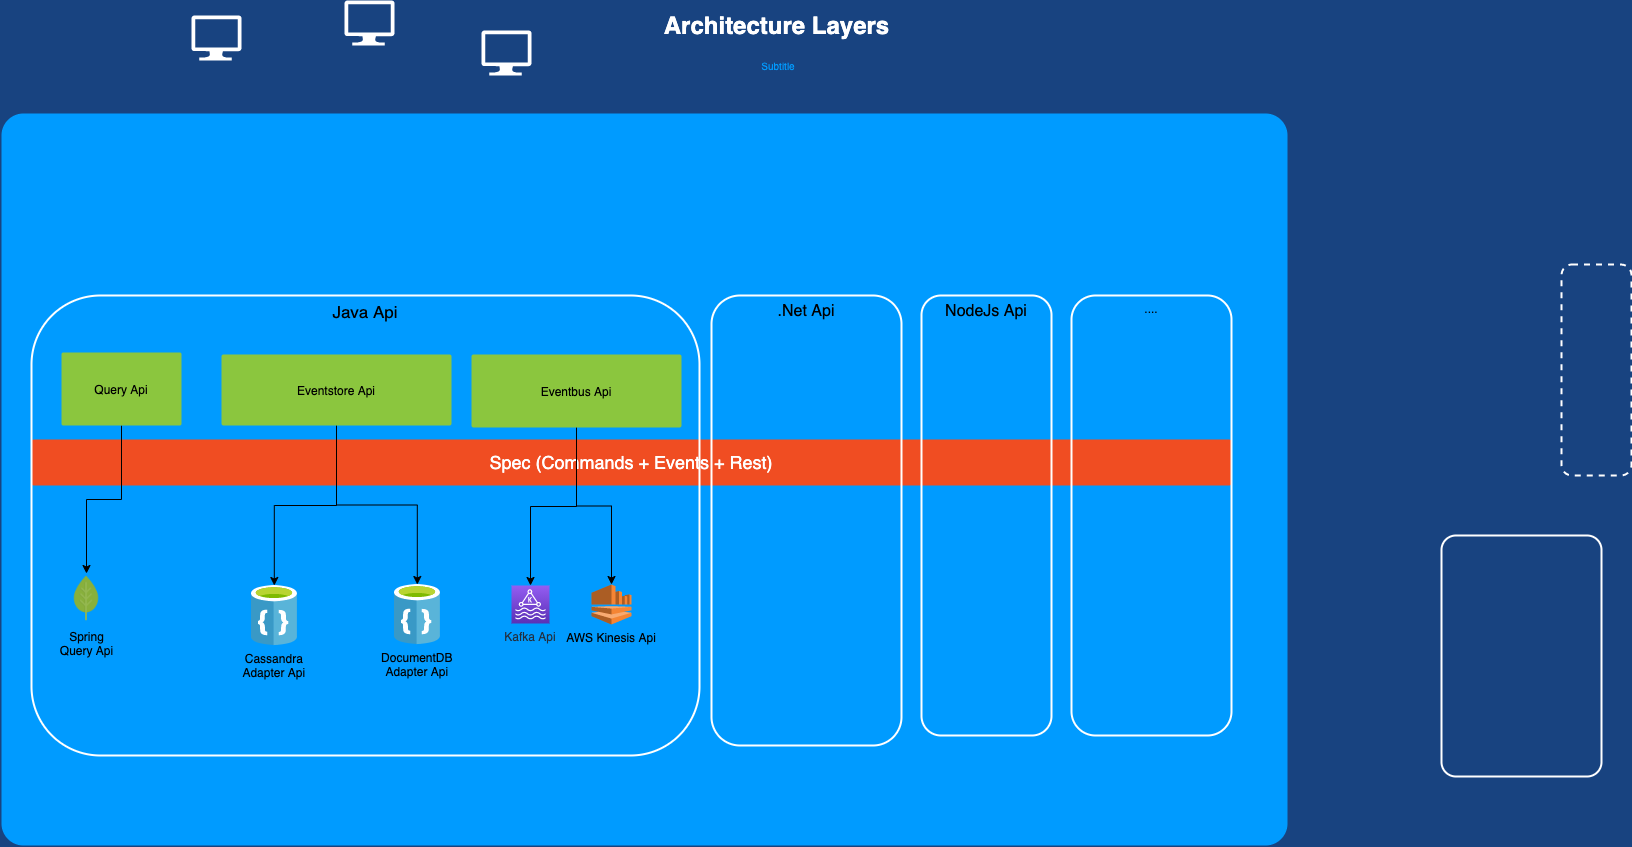 Architecture Layers
Subtitle
Java Api
.Net Api
NodeJs Api
....
Query Api
Eventstore Api
Eventbus Api
Spec (Commands + Events + Rest)
Spring
Query Api
Cassandra
Adapter Api
DocumentDB
Adapter Api
K
Kafka Api
AWS Kinesis Api